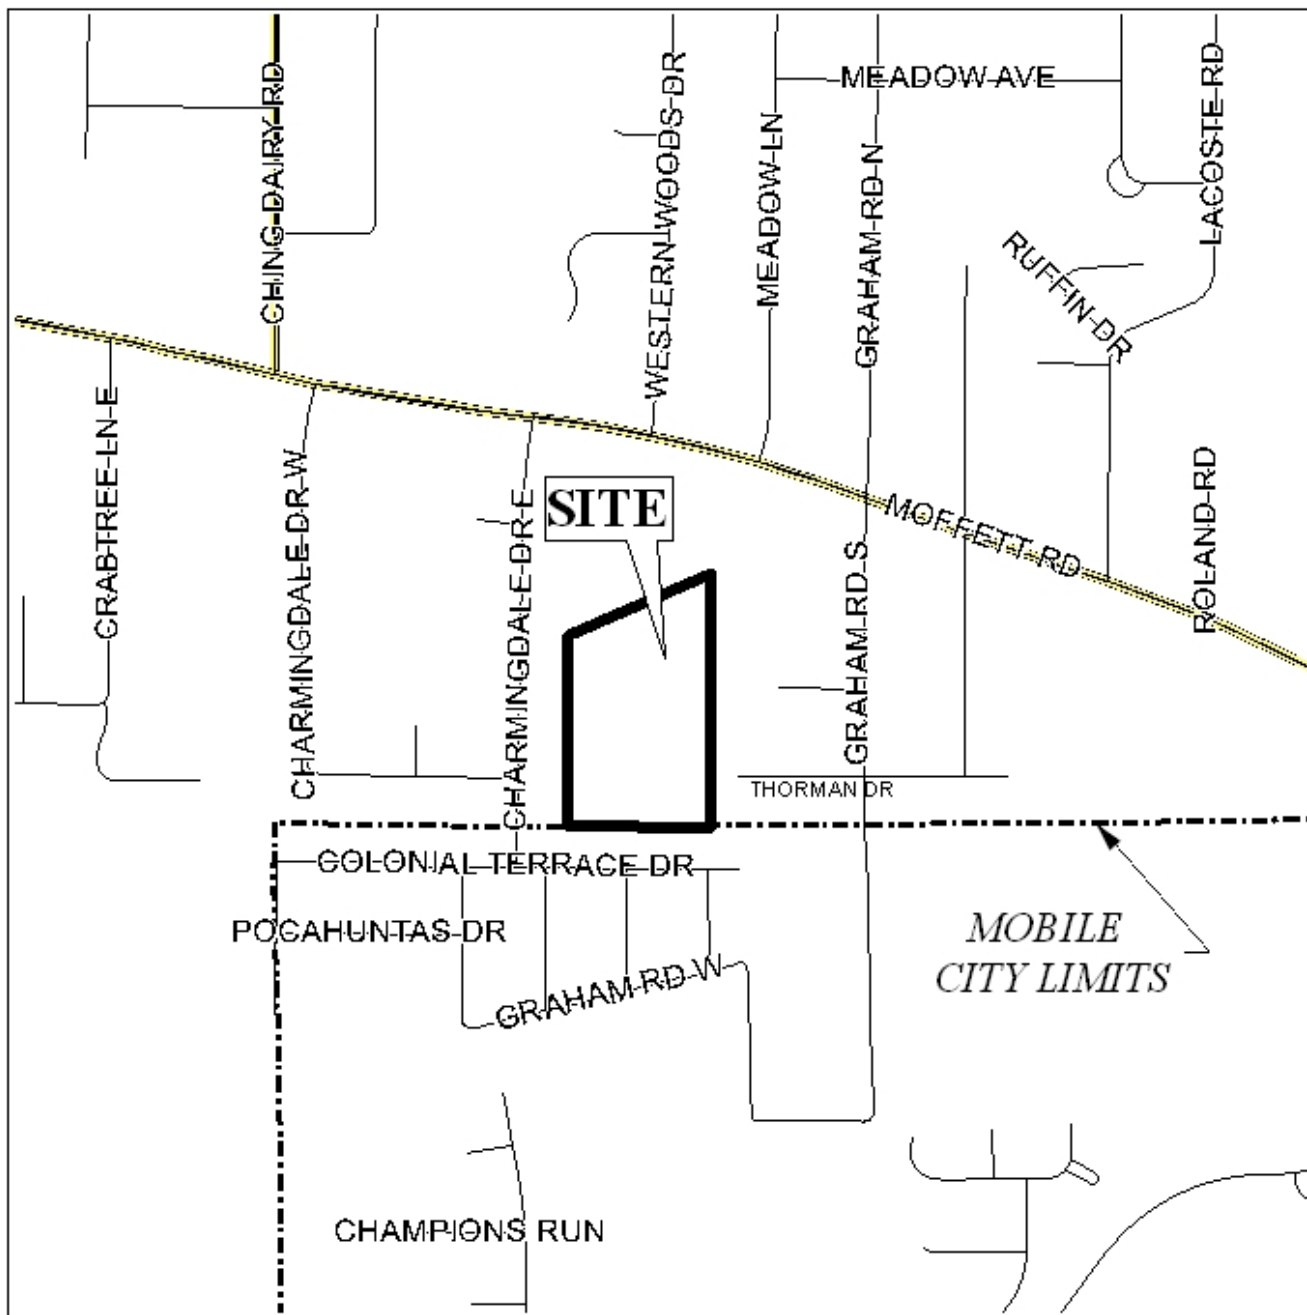 MEADOW AVE
CHING DAIRY RD
WESTERN WOODS DR
MEADOW LN
GRAHAM RD N
LACOSTE RD
RUFFIN DR
CRABTREE LN E
CHARMINGDALE DR W
CHARMINGDALE DR E
SITE
MOFFETT RD
ROLAND RD
GRAHAM RD S
THORMAN DR
COLONIAL TERRACE DR
POCAHUNTAS DR
GRAHAM RD W
MOBILE
CITY LIMITS
CHAMPIONS RUN